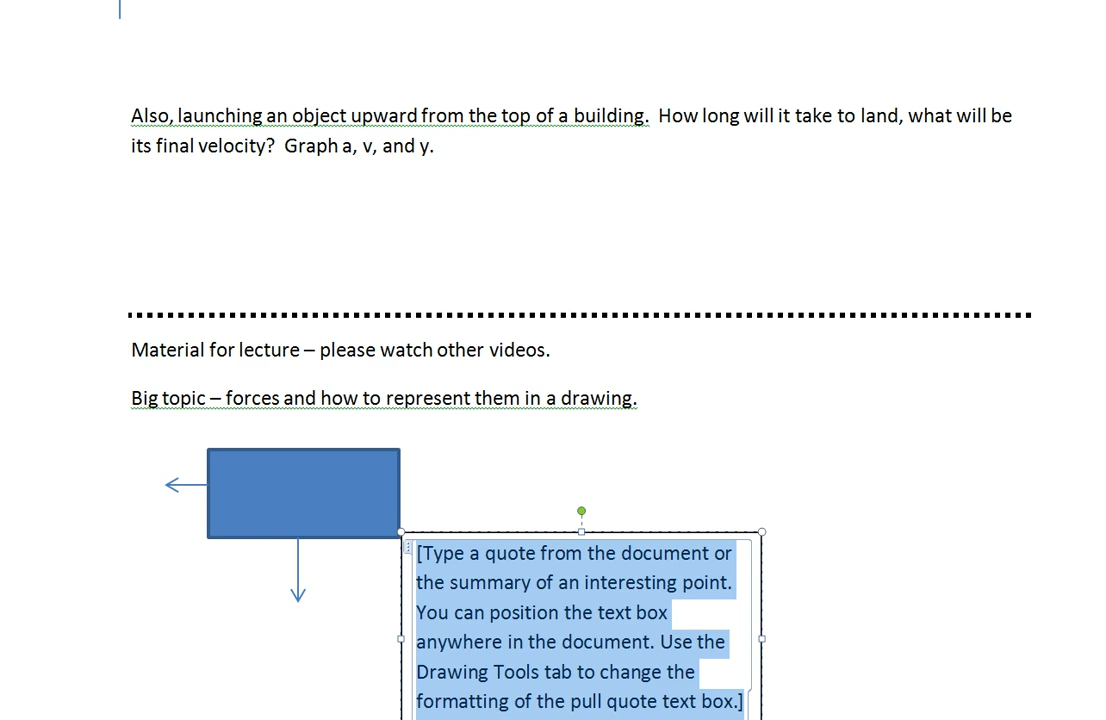 Also, launching an object upward from the top of a building.  How long will it take to land, what will be
its final velocity?  Graph a, v, and y.
Material for lecture – please watch other videos.
Big topic – forces and how to represent them in a drawing.
[Type a quote from the document or
the summary of an interesting point.
You can position the text box
anywhere in the document. Use the
Drawing Tools tab to change the
formatting of the pull quote text box.]